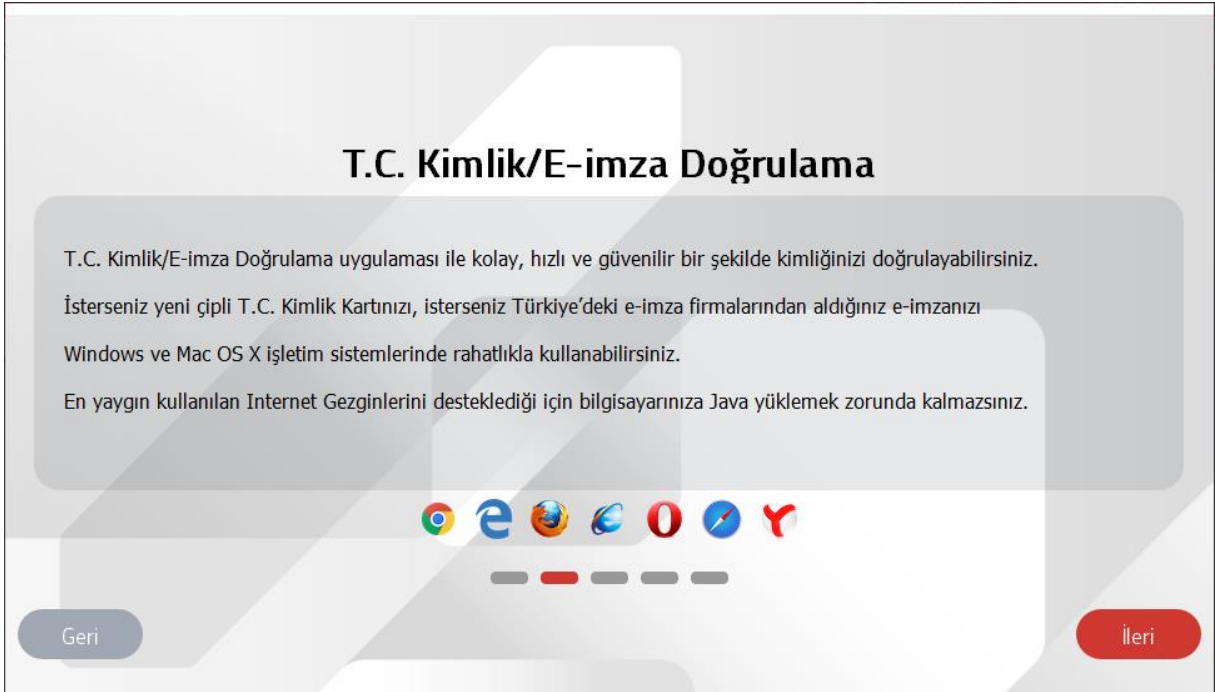 T.C. Kimlik/E-imza Doğrulama
T.C. Kimlik/E-imza Doğrulama uygulaması ile kolay, hızlı ve güvenilir bir şekilde kimliğinizi doğrulayabilirsiniz.
İsterseniz yeni çipli T.C. Kimlik Kartınızı, isterseniz Türkiye’deki e-imza firmalarından aldığınız e-imzanızı
Windows ve Mac OS X işletim sistemlerinde rahatlıkla kullanabilirsiniz.
En yaygın kullanılan Internet Gezginlerini desteklediği için bilgisayarınıza Java yüklemek zorunda kalmazsınız.
Geri
İleri